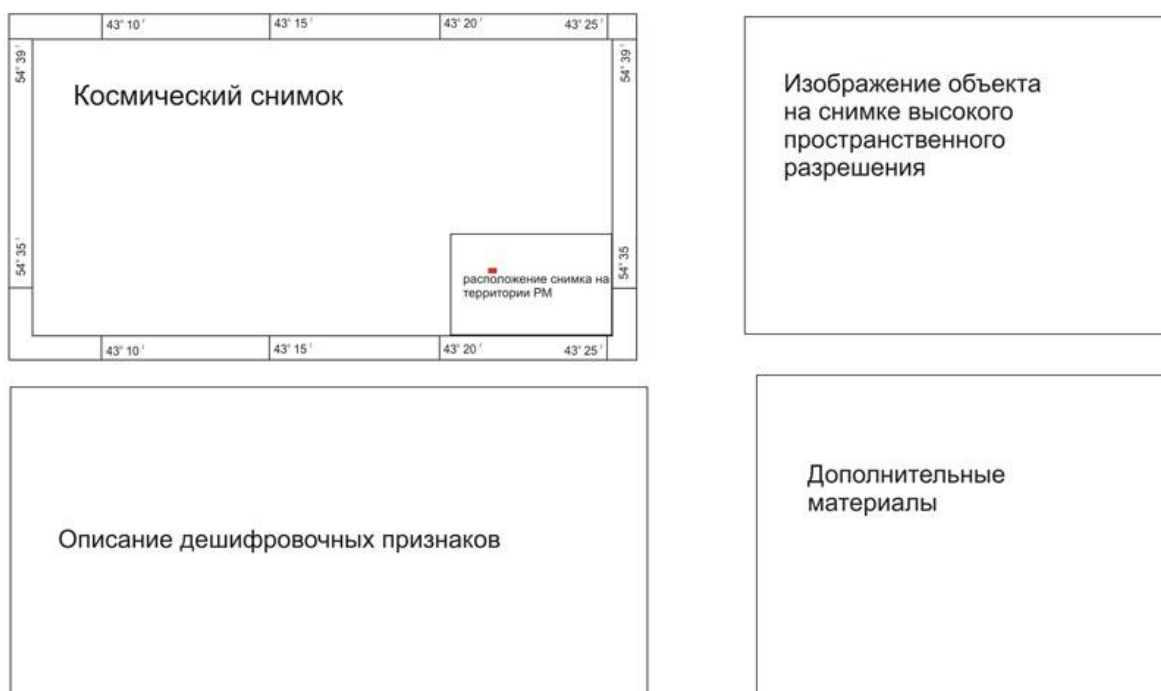 43° 10 ′ 43° 15 ′ 43° 20 ′ 43° 25 ′
54° 39 ′
54° 39 ′
Космический снимок
54° 35 ′
54° 35
расположение снимка на
территории РМ
43° 10 ′ 43° 15 ′ 43° 20 ′ 43° 25 ′
Изображение объекта
на снимке высокого
пространственного
разрешения
Описание дешифровочных признаков
Дополнительные
материалы